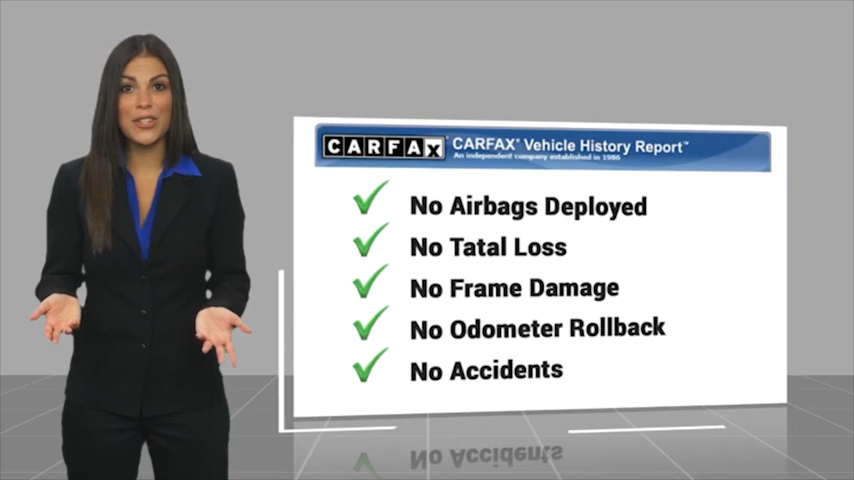 CARFAX
CARFAX® Vehicle History Report™
An independent company established in 1986
No Airbags Deployed
No Tatal Loss
No Frame Damage
No Odometer Rollback
No Accidents
No Accidents